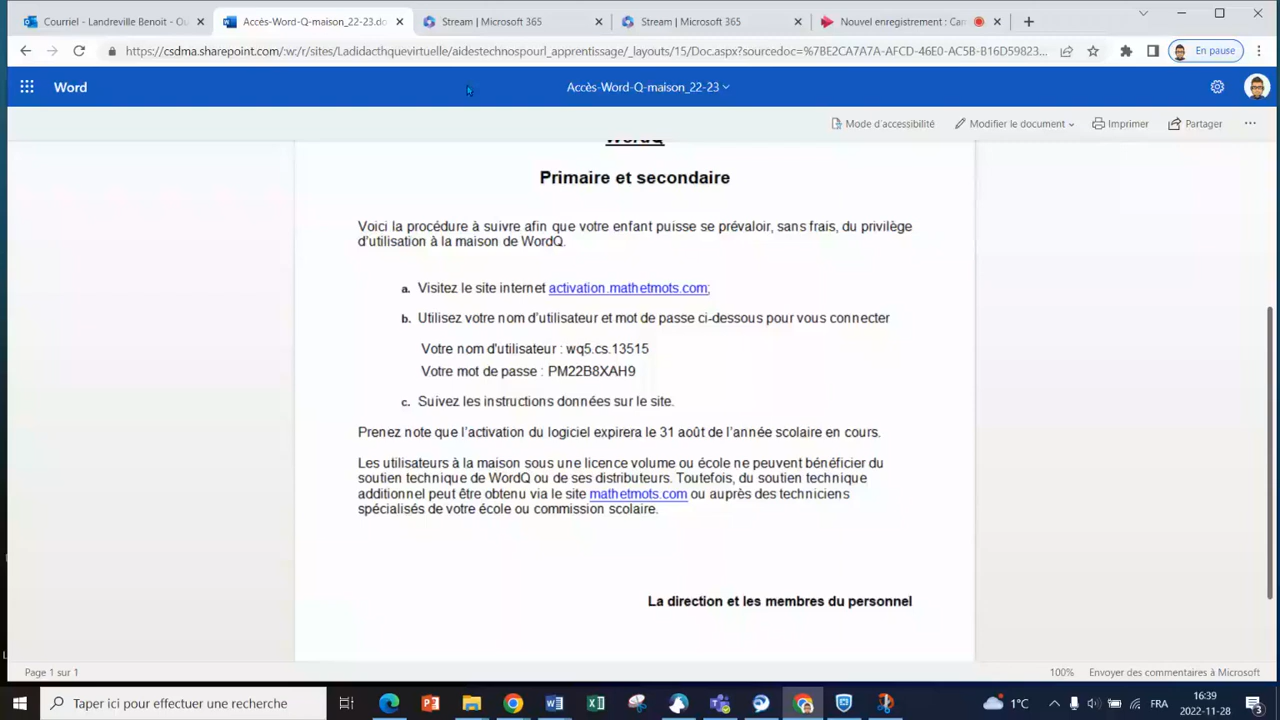 Courriel - Landreville Benoit - Ou
Accès-Word-Q-maison_22-23.do
Stream | Microsoft 365
Stream | Microsoft 365
Nouvel enregistrement : Can
https://csdma.sharepoint.com/:w:/r/sites/Ladidacthquevirtuelle/aidestechnospourl_apprentissage/_layouts/15/Doc.aspx?sourcedoc=%7BE2CA7A7A-AFCD-46E0-AC5B-B16D59823...
En pause
Word
Accès-Word-Q-maison_22-23
Mode d'accessibilité
Modifier le document
Imprimer
Partager
WordQ
Primaire et secondaire
Voici la procédure à suivre afin que votre enfant puisse se prévaloir, sans frais, du privilège
d'utilisation à la maison de WordQ.
a. Visitez le site internet activation.mathetmots.com;
b. Utilisez votre nom d'utilisateur et mot de passe ci-dessous pour vous connecter
Votre nom d'utilisateur : wq5.cs.13515
Votre mot de passe : PM22B8XAH9
c. Suivez les instructions données sur le site.
Prenez note que l'activation du logiciel expirera le 31 août de l'année scolaire en cours.
Les utilisateurs à la maison sous une licence volume ou école ne peuvent bénéficier du
soutien technique de WordQ ou de ses distributeurs. Toutefois, du soutien technique
additionnel peut être obtenu via le site mathetmots.com ou auprès des techniciens
spécialisés de votre école ou commission scolaire.
La direction et les membres du personnel
Page 1 sur 1
100%
Envoyer des commentaires à Microsoft
Taper ici pour effectuer une recherche
1°C
FRA
16:39
2022-11-28
3